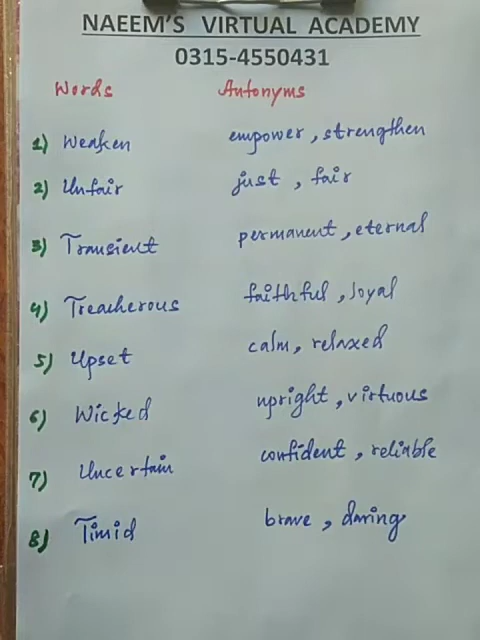 NAEEM'S VIRTUAL ACADEMY
0315-4550431
Words Antonyms
1) Weaken empower, strengthen
2) Unfair just, fair
3) Transient permanent, eternal
4) Treacherous faithful, loyal
5) Upset calm, relaxed
6) Wicked upright, virtuous
7) Uncertain confident, reliable
8) Timid brave, daring